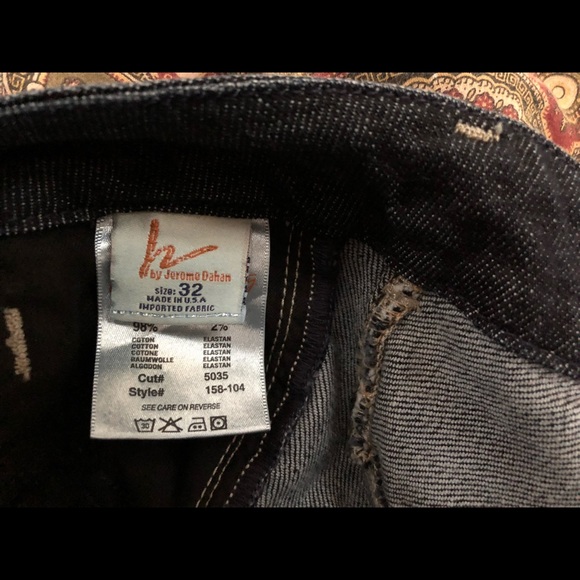 by Jerome Dahan
SIZE: 32
MADE IN U.S.A
IMPORTED FABRIC
98% 2%
COTON ELASTAN
COTTON ELASTAN
COTONE ELASTAN
BAUMWOLLE ELASTAN
ALGODON ELASTAN
Cut# 5035
Style# 158-104
SEE CARE ON REVERSE
30